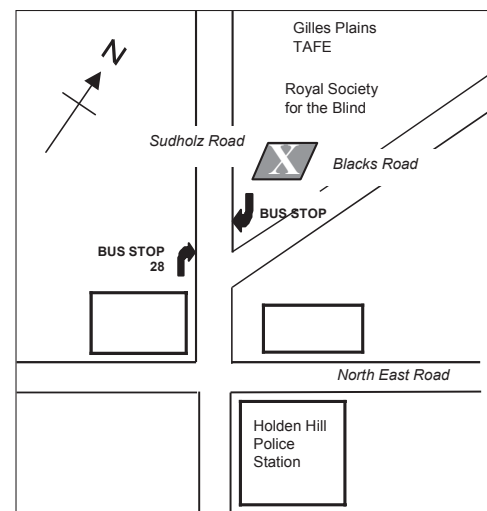 Gilles Plains
TAFE
N
Royal Society
for the Blind
Sudholz Road
X
Blacks Road
BUS STOP
BUS STOP
28
North East Road
Holden Hill
Police
Station